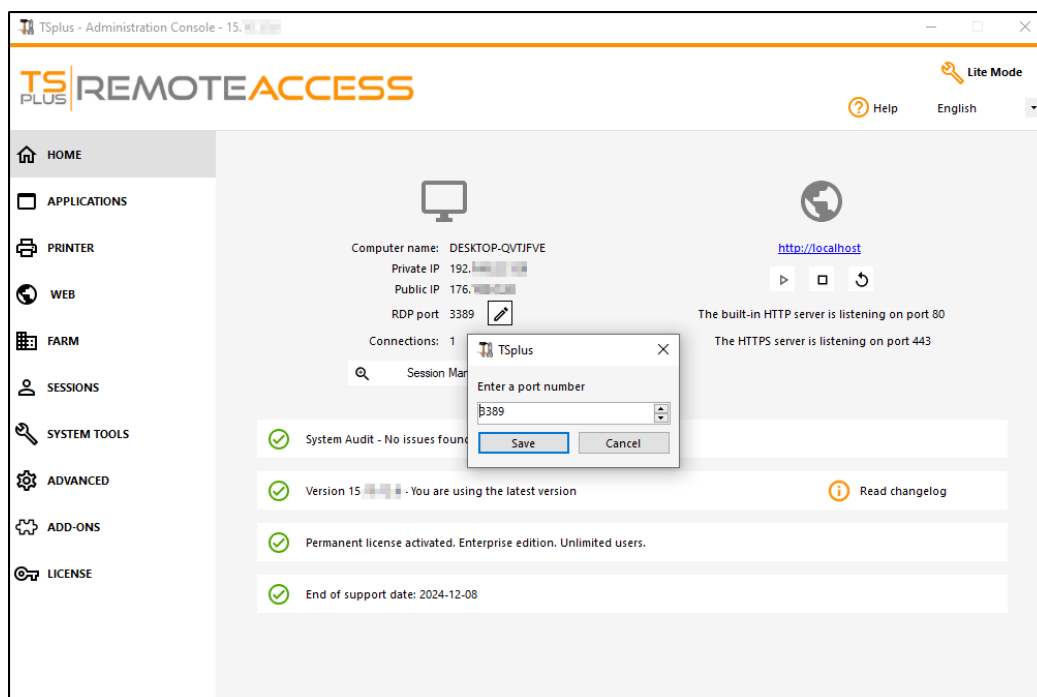 TSplus - Administration Console - 15.
TS PLUS REMOTEACCESS
Lite Mode
Help English
HOME
APPLICATIONS
PRINTER
WEB
FARM
SESSIONS
SYSTEM TOOLS
ADVANCED
ADD-ONS
LICENSE
Computer name: DESKTOP-QVTJFVE
Private IP 192.
Public IP 176.
RDP port 3389
Connections: 1
Session Mar
http://localhost
The built-in HTTP server is listening on port 80
The HTTPS server is listening on port 443
TSplus
Enter a port number
3389
Save Cancel
System Audit - No issues found
Version 15 - You are using the latest version
Read changelog
Permanent license activated. Enterprise edition. Unlimited users.
End of support date: 2024-12-08